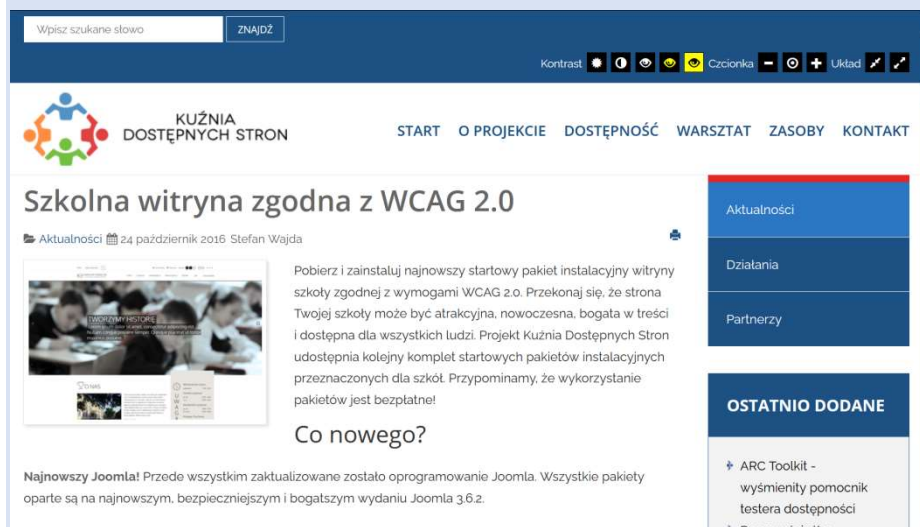 Wpisz szukane słowo
ZNAJDŹ
Kontrast Czcionka Układ
KUŹNIA
DOSTĘPNYCH STRON
START O PROJEKCIE DOSTĘPNOŚĆ WARSZTAT ZASOBY KONTAKT
Szkolna witryna zgodna z WCAG 2.0
Aktualności 24 październik 2016 Stefan Wajda
TWORZYMY HISTORIĘ
O NAS
Pobierz i zainstaluj najnowszy startowy pakiet instalacyjny witryny
szkoły zgodnej z wymogami WCAG 2.0. Przekonaj się, że strona
Twojej szkoły może być atrakcyjna, nowoczesna, bogata w treści
i dostępna dla wszystkich ludzi. Projekt Kuźnia Dostępnych Stron
udostępnia kolejny komplet startowych pakietów instalacyjnych
przeznaczonych dla szkół. Przypominamy, że wykorzystanie
pakietów jest bezpłatne!
Co nowego?
Najnowszy Joomla! Przede wszystkim zaktualizowane zostało oprogramowanie Joomla. Wszystkie pakiety
oparte są na najnowszym, bezpieczniejszym i bogatszym wydaniu Joomla 3.6.2.
Aktualności
Działania
Partnerzy
OSTATNIO DODANE
ARC Toolkit -
wyśmienity pomocnik
testera dostępności